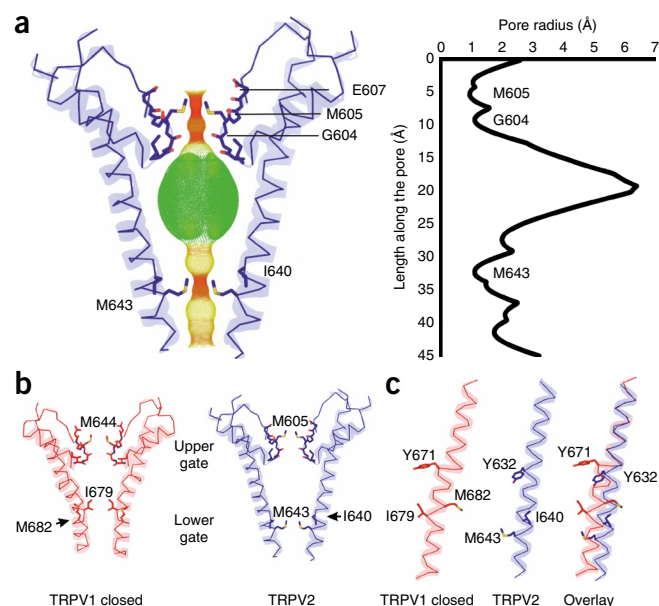 a
E607
M605
G604
I640
M643
Pore radius (Å)
0 1 2 3 4 5 6 7
Length along the pore (Å)
0
5
10
15
20
25
30
35
40
45
M605
G604
M643
b
M644
I679
M682
TRPV1 closed
Upper
gate
Lower
gate
M605
M643
I640
TRPV2
c
Y671
M682
I679
TRPV1 closed
Y632
I640
M643
TRPV2
Y671
Y632
Overlay